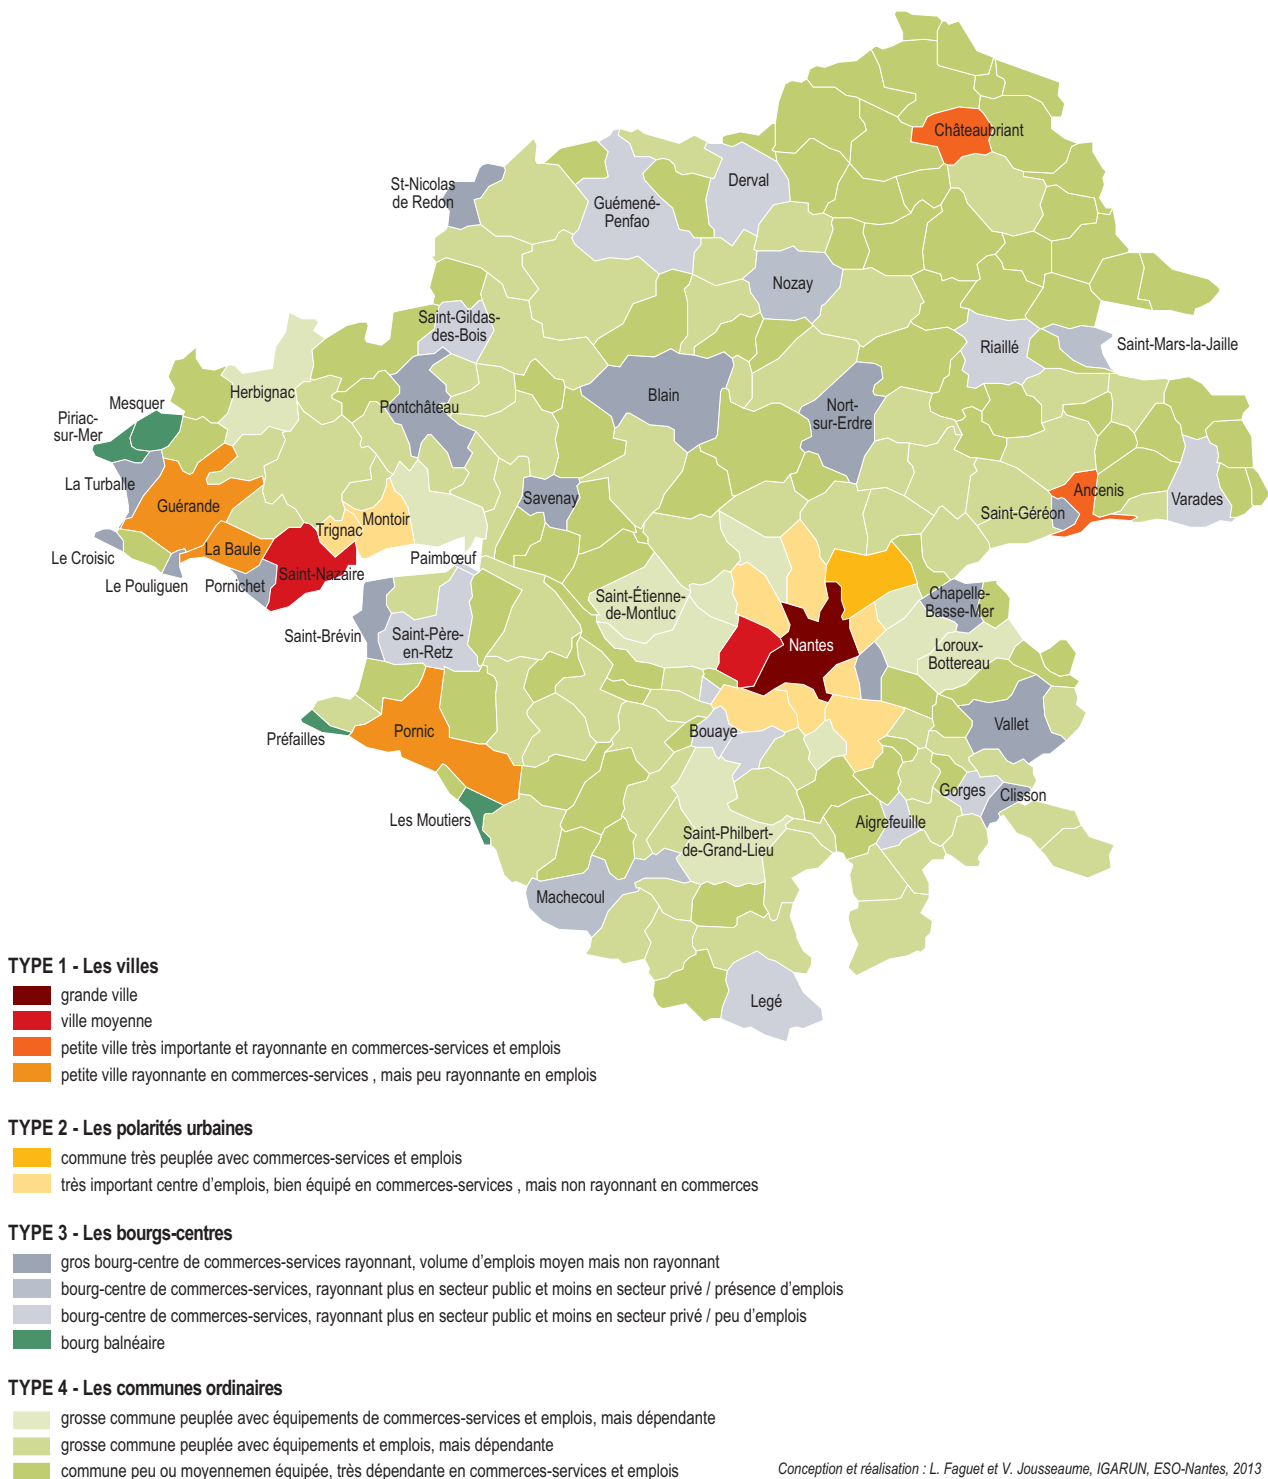 Châteaubriant
St-Nicolas
de Redon
Derval
Guémené-
Penfao
Nozay
Saint-Gildas-
des-Bois
Riaillé
Saint-Mars-la-Jaille
Herbignac
Blain
Mesquer
Pontchâteau
Nort-
sur-Erdre
Piriac-
sur-Mer
La Turballe
Ancenis
Savenay
Varades
Guérande
Saint-Géréon
Montoir
Trignac
La Baule
Le Croisic
Paimbœuf
Saint-Nazaire
Le Pouliguen
Pornichet
Saint-Étienne-
de-Montluc
Chapelle-
Basse-Mer
Saint-Brévin
Saint-Père-
en-Retz
Nantes
Loroux-
Bottereau
Vallet
Préfailles
Pornic
Bouaye
Gorges
Clisson
Les Moutiers
Aigrefeuille
Saint-Philbert-
de-Grand-Lieu
Machecoul
Legé
TYPE 1 - Les villes
grande ville
ville moyenne
petite ville très importante et rayonnante en commerces-services et emplois
petite ville rayonnante en commerces-services , mais peu rayonnante en emplois
TYPE 2 - Les polarités urbaines
commune très peuplée avec commerces-services et emplois
très important centre d'emplois, bien équipé en commerces-services , mais non rayonnant en commerces
TYPE 3 - Les bourgs-centres
gros bourg-centre de commerces-services rayonnant, volume d'emplois moyen mais non rayonnant
bourg-centre de commerces-services, rayonnant plus en secteur public et moins en secteur privé / présence d'emplois
bourg-centre de commerces-services, rayonnant plus en secteur public et moins en secteur privé / peu d'emplois
bourg balnéaire
TYPE 4 - Les communes ordinaires
grosse commune peuplée avec équipements de commerces-services et emplois, mais dépendante
grosse commune peuplée avec équipements et emplois, mais dépendante
commune peu ou moyennemen équipée, très dépendante en commerces-services et emplois
Conception et réalisation : L. Faguet et V. Jousseaume, IGARUN, ESO-Nantes, 2013